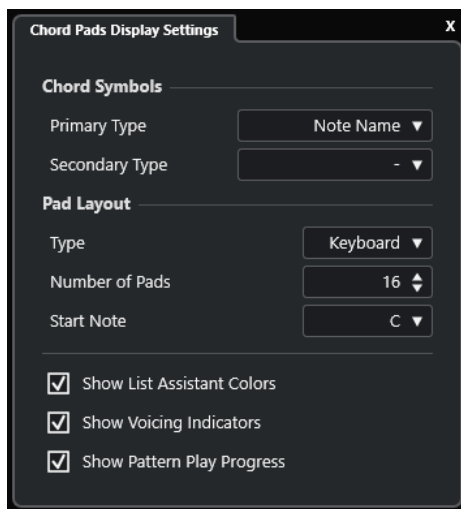 Chord Pads Display Settings X
Chord Symbols
Primary Type Note Name
Secondary Type -
Pad Layout
Type Keyboard
Number of Pads 16
Start Note C
Show List Assistant Colors
Show Voicing Indicators
Show Pattern Play Progress